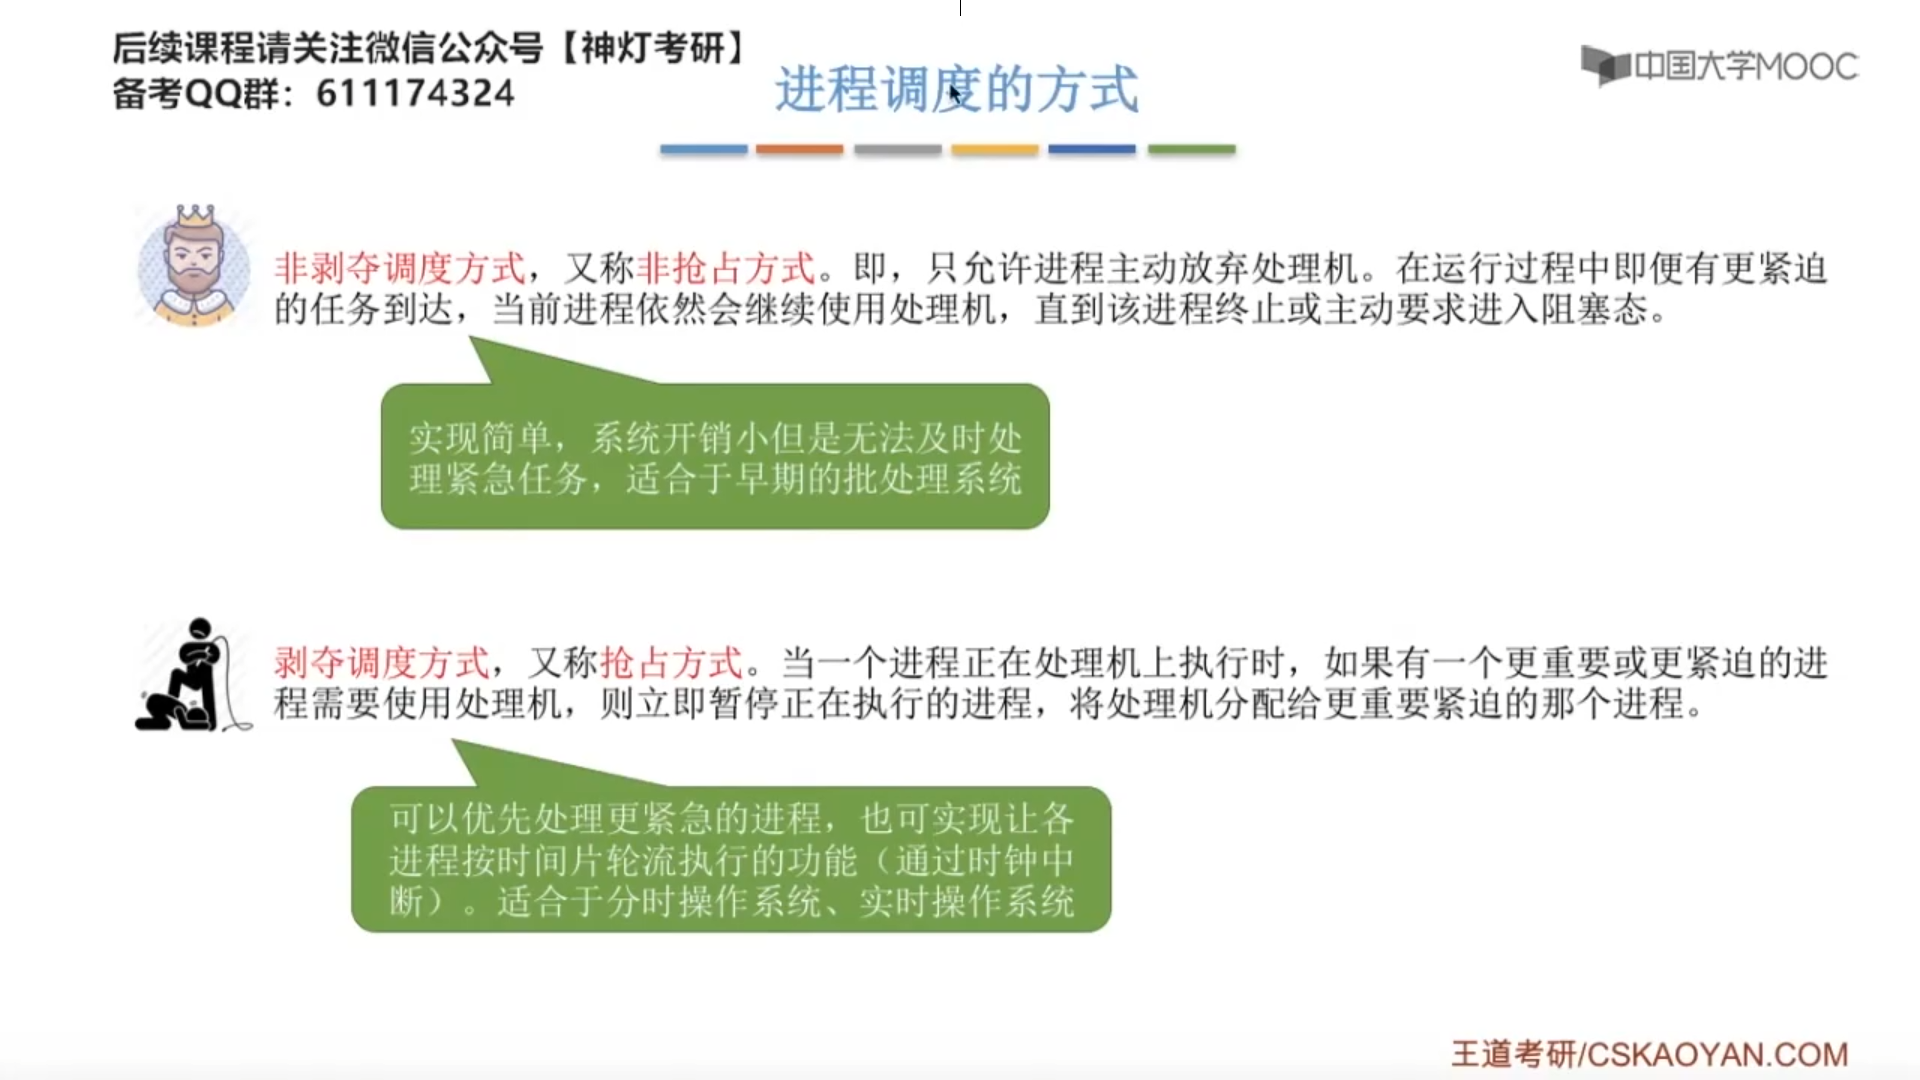 后续课程请关注微信公众号【神灯考研】
备考QQ群：611174324
进程调度的方式
中国大学MOOC
非剥夺调度方式，又称非抢占方式。即，只允许进程主动放弃处理机。在运行过程中即便有更紧迫
的任务到达，当前进程依然会继续使用处理机，直到该进程终止或主动要求进入阻塞态。
实现简单，系统开销小但是无法及时处
理紧急任务，适合于早期的批处理系统
剥夺调度方式，又称抢占方式。当一个进程正在处理机上执行时，如果有一个更重要或更紧迫的进
程需要使用处理机，则立即暂停正在执行的进程，将处理机分配给更重要紧迫的那个进程。
可以优先处理更紧急的进程，也可实现让各
进程按时间片轮流执行的功能（通过时钟中
断）。适合于分时操作系统、实时操作系统
王道考研/CSKAOYAN.COM